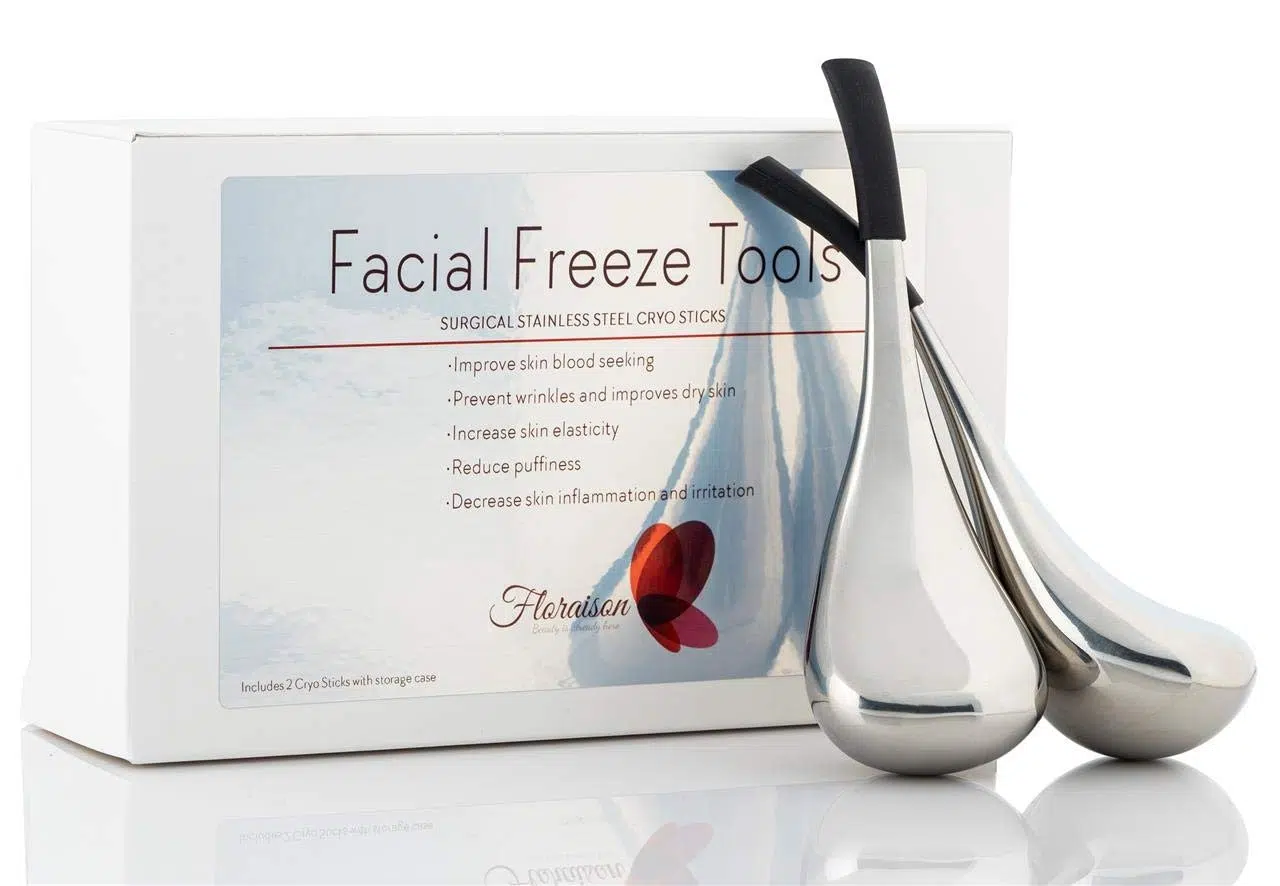 Facial Freeze Tools
SURGICAL STAINLESS STEEL CRYO STICKS
·Improve skin blood seeking
·Prevent wrinkles and improves dry skin
·Increase skin elasticity
·Reduce puffiness
·Decrease skin inflammation and irritation
Floraison
Beauty is already here
Includes 2 Cryo Sticks with storage case